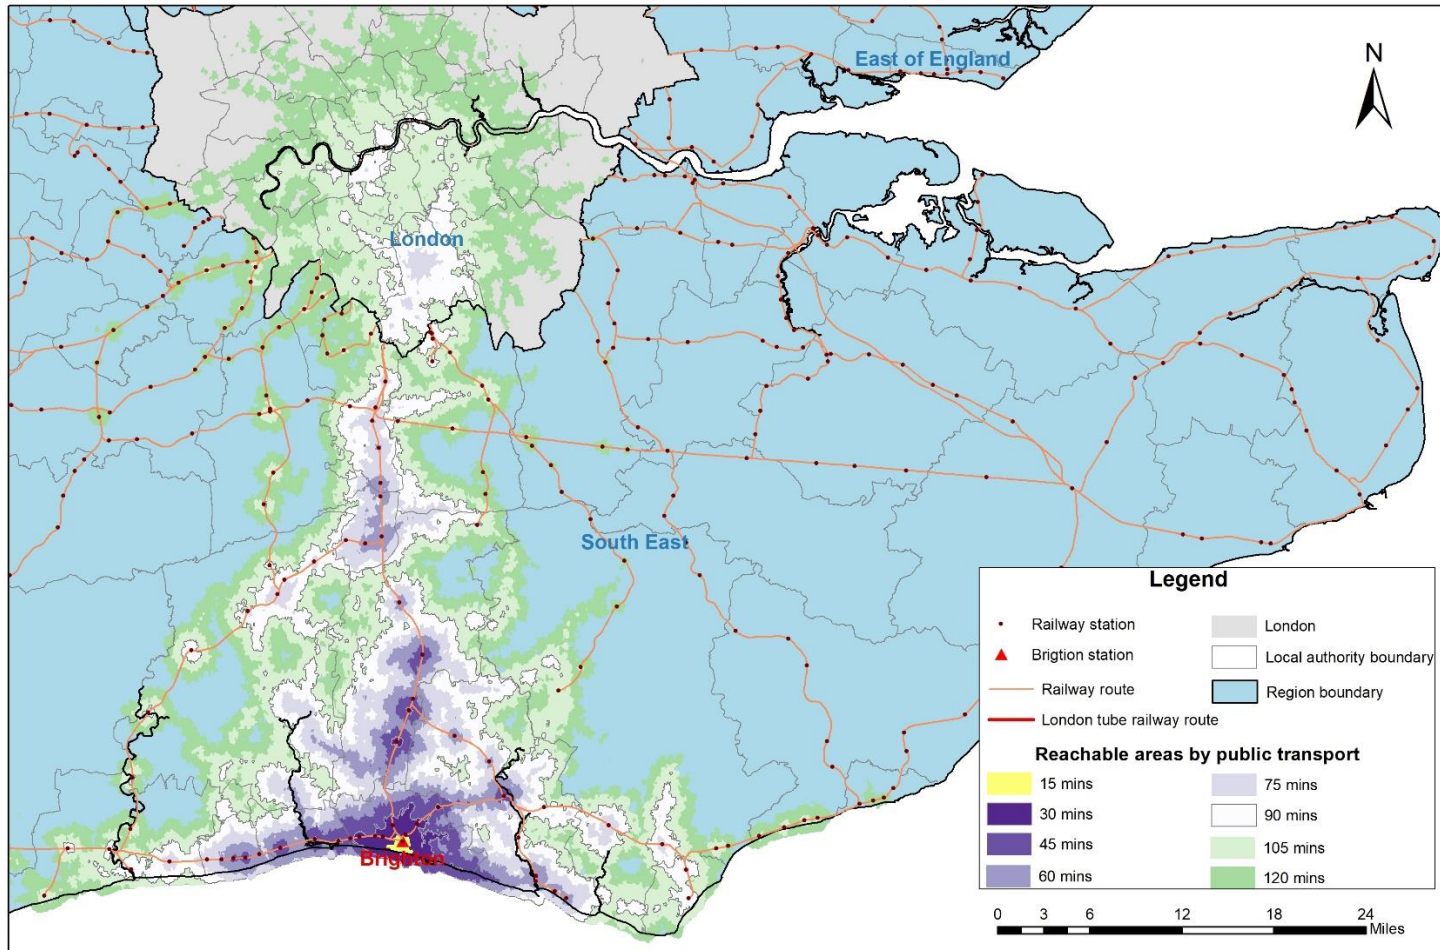 East of England
N
London
South East
Brighton
Legend
Railway station
Brigtion station
Railway route
London tube railway route
London
Local authority boundary
Region boundary
Reachable areas by public transport
15 mins
30 mins
45 mins
60 mins
75 mins
90 mins
105 mins
120 mins
0 3 6 12 18 24
Miles